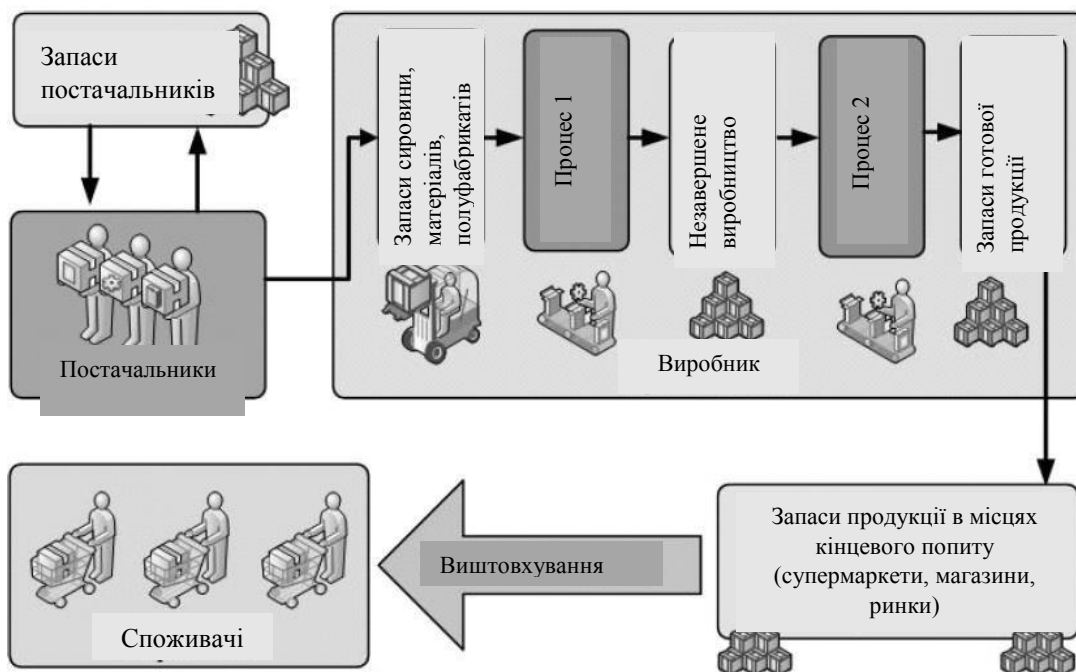 Запаси
постачальників
Постачальники
Запаси сировини,
матеріалів,
полуфабрикатів
Процес 1
Незавершене
виробництво
Процес 2
Запаси готової
продукції
Виробник
Запаси продукції в місцях
кінцевого попиту
(супермаркети, магазини,
ринки)
Виштовхування
Споживачі